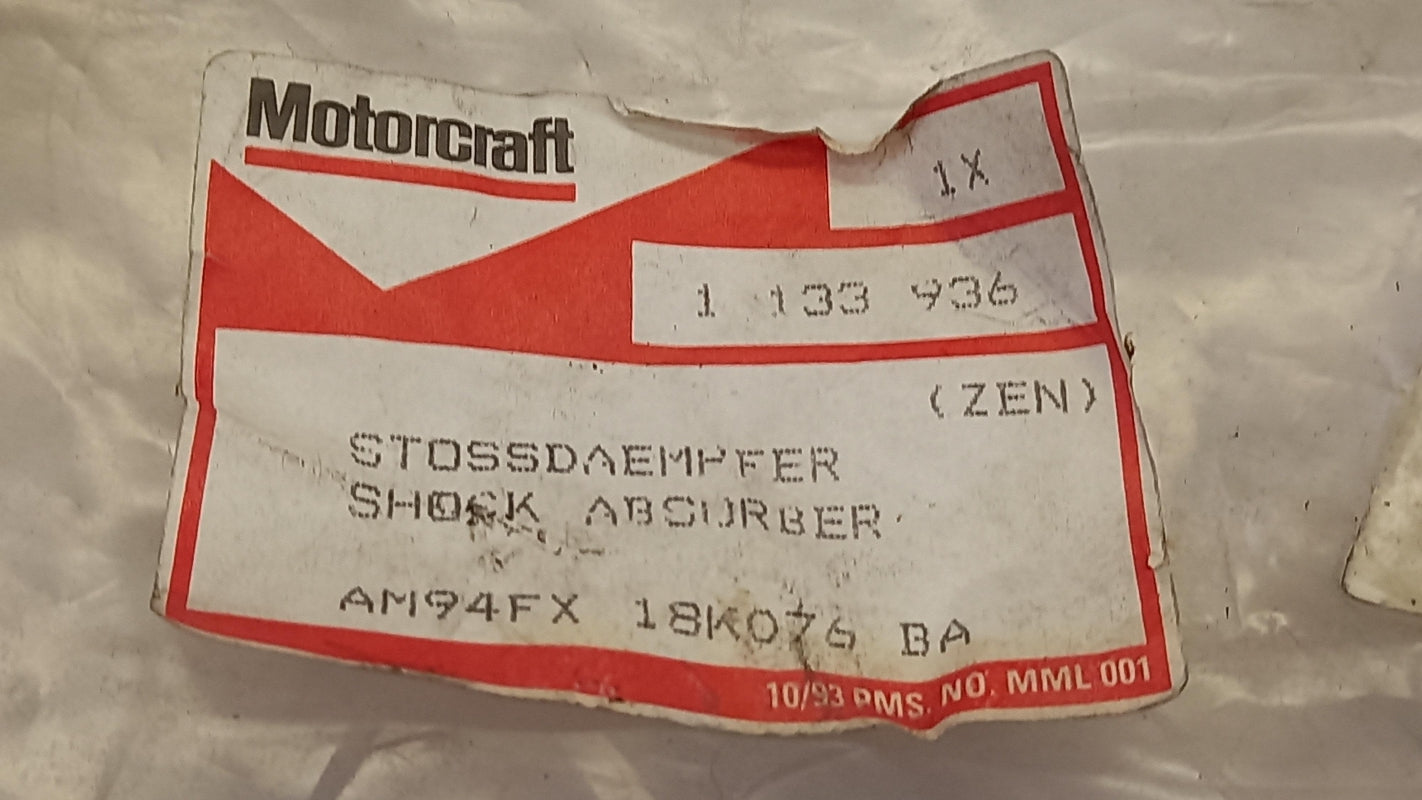 Motorcraft
1X
1 133 936
(ZEN)
STOSSDAEMPFER
SHOCK ABSORBER
AM94FX 18K076 BA
10/93 PMS. NO. MML 001